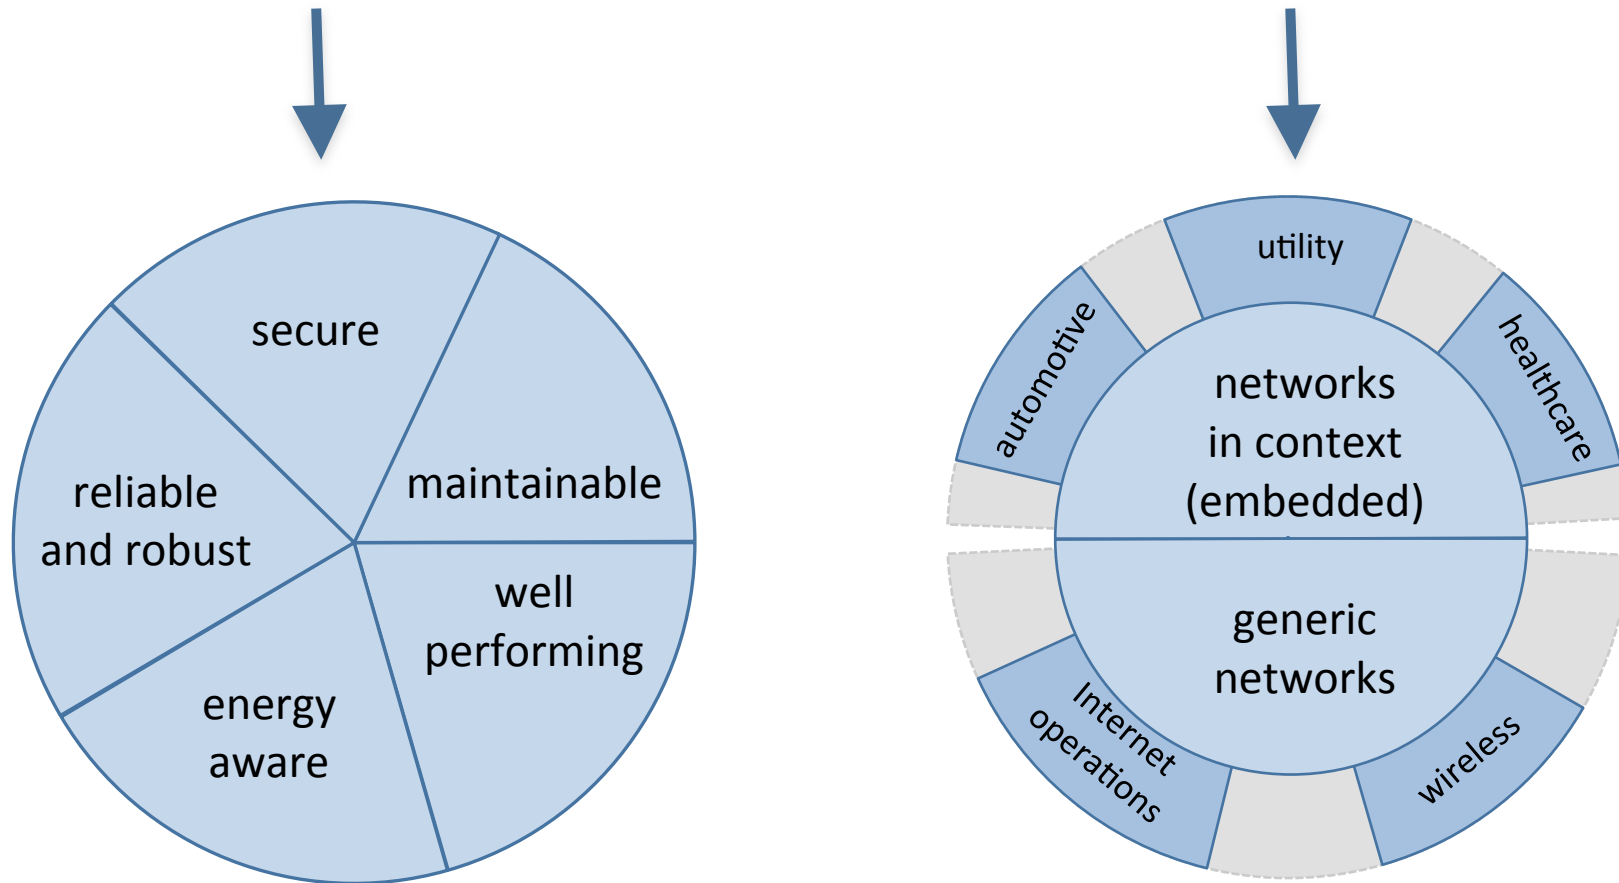 secure
maintainable
reliable
and robust
well
performing
energy
aware
utility
automotive
healthcare
networks
in context
(embedded)
generic
networks
Internet
operations
wireless